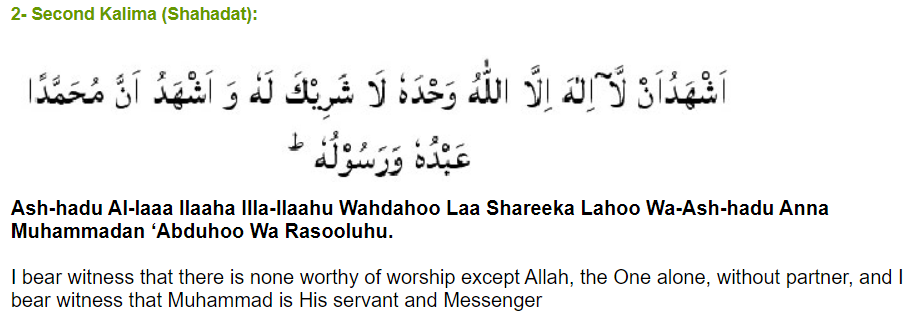 2- Second Kalima (Shahadat):
اَشْهَدُاَنْ لَّآ اِلٰهَ اِلَّا اللّٰهُ وَحْدَهٗ لَا شَرِيْكَ لَهٗ وَ اَشْهَدُ اَنَّ مُحَمَّدًا
عَبْدُهٗ وَرَسُوْلُهٗ ؕ
Ash-hadu Al-laaa Ilaaha Illa-llaahu Wahdahoo Laa Shareeka Lahoo Wa-Ash-hadu Anna
Muhammadan ‘Abduhoo Wa Rasooluhu.
I bear witness that there is none worthy of worship except Allah, the One alone, without partner, and I
bear witness that Muhammad is His servant and Messenger